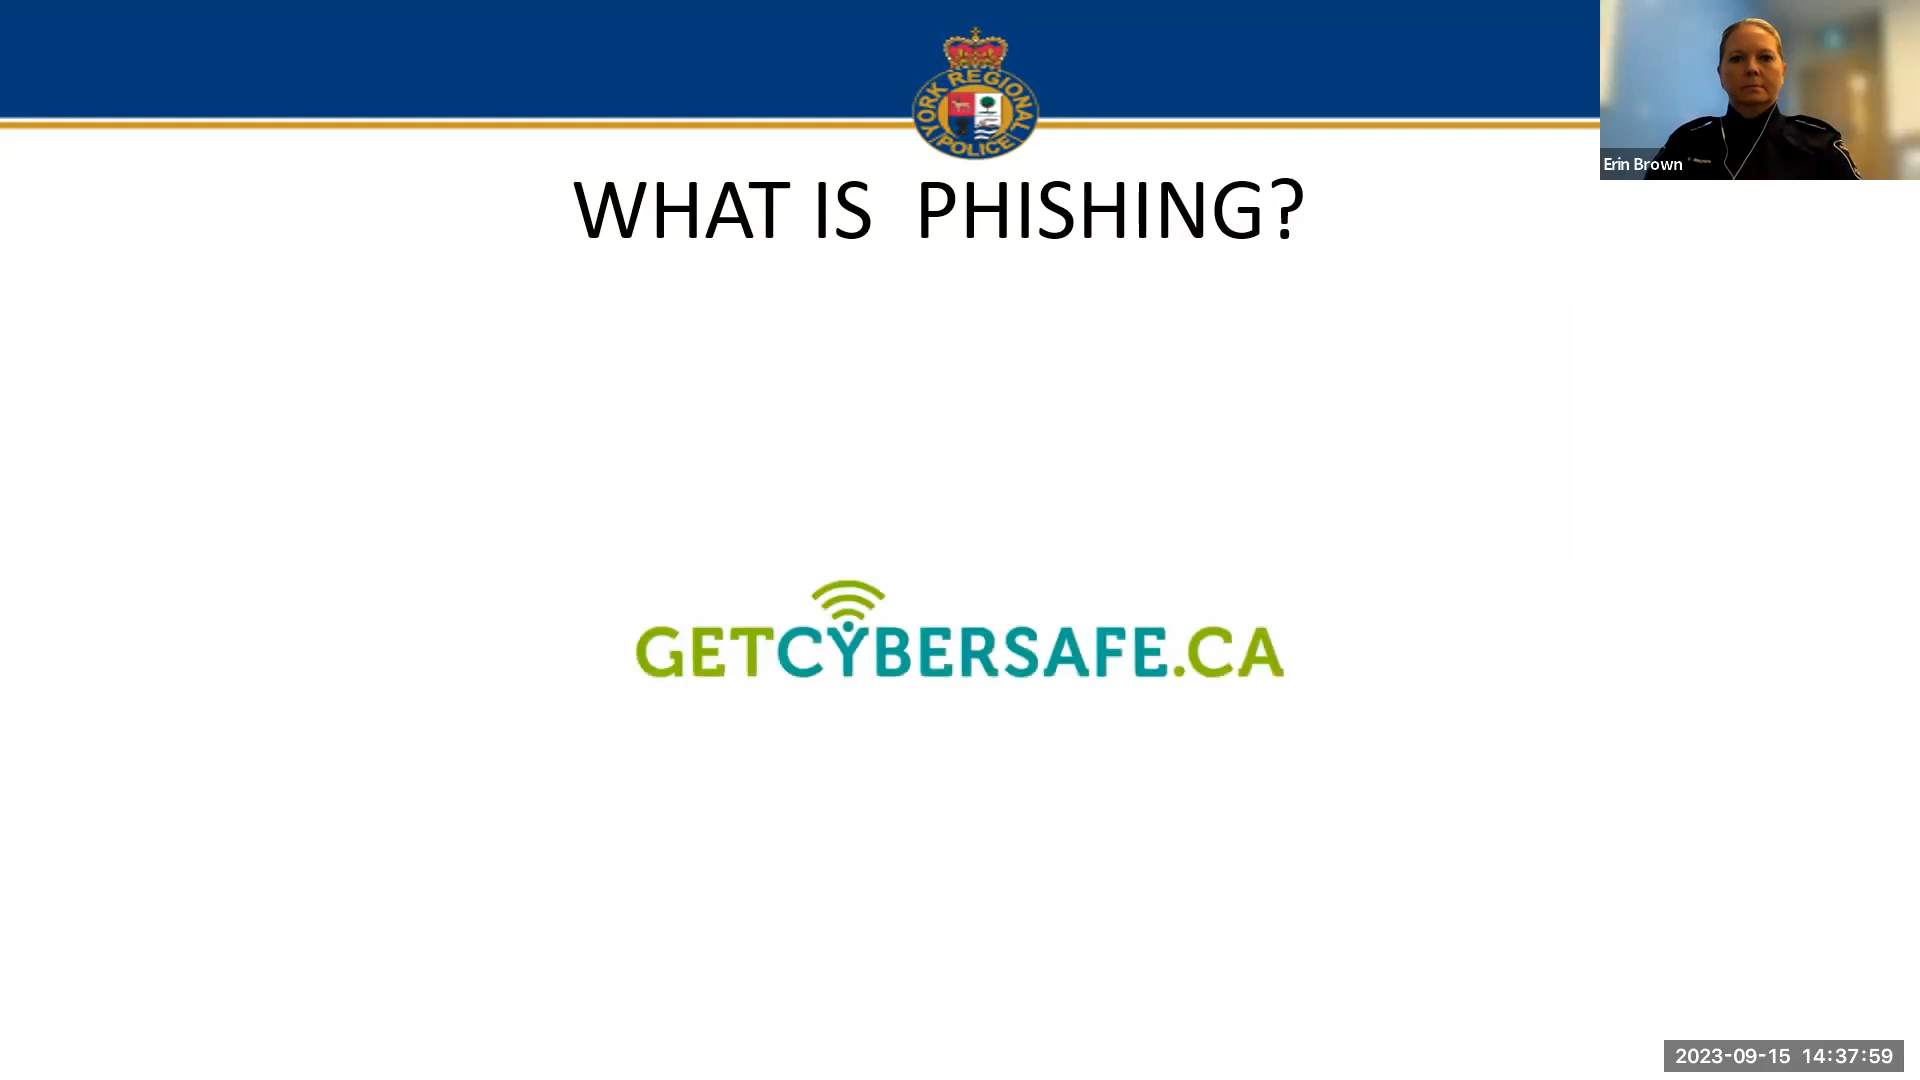 YORK REGIONAL
POLICE
Erin Brown
WHAT IS  PHISHING?
GETCYBERSAFE.CA
2023-09-15 14:37:59